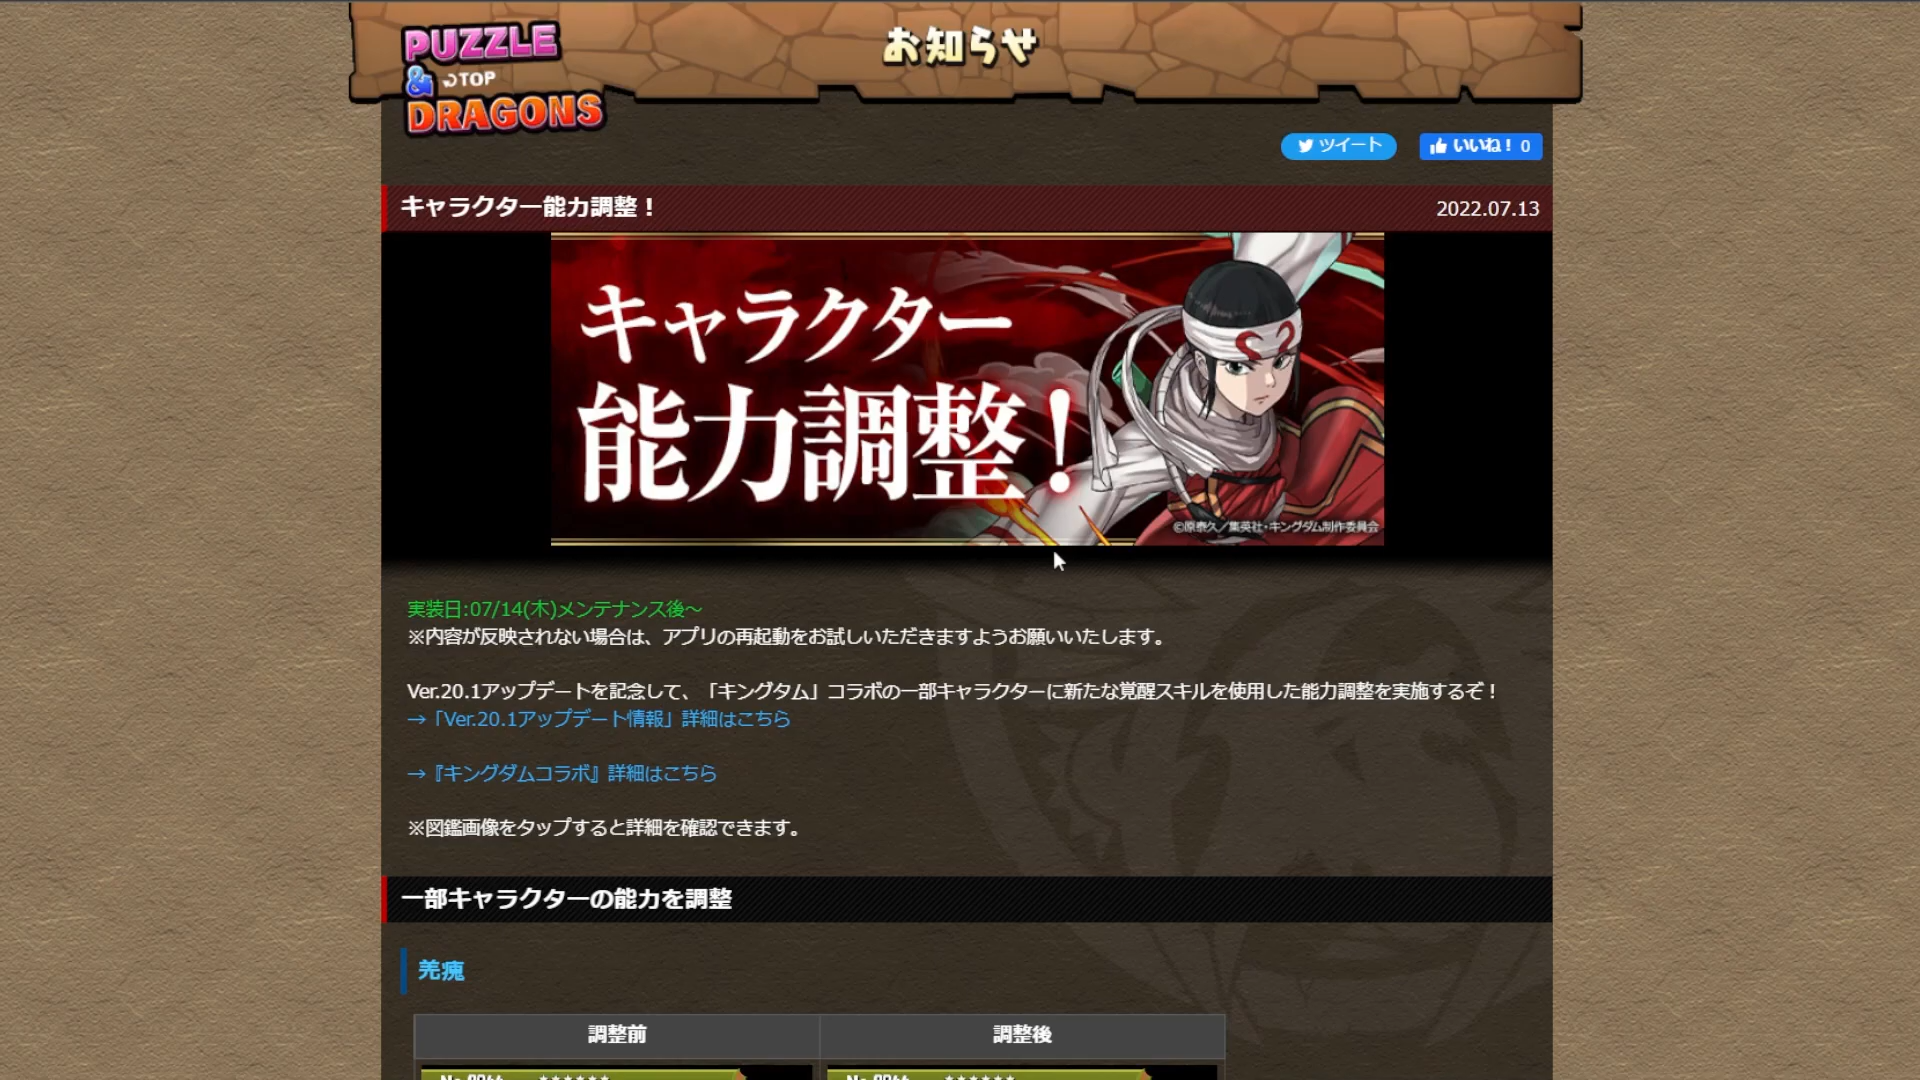 PUZZLE
& TOP
DRAGONS
お知らせ
ツイート
いいね！ 0
キャラクター能力調整！
2022.07.13
キャラクター
能力調整！
©原泰久／集英社・キングダム制作委員会
実装日:07/14(木)メンテナンス後～
※内容が反映されない場合は、アプリの再起動をお試しいただきますようお願いいたします。
Ver.20.1アップデートを記念して、「キングダム」コラボの一部キャラクターに新たな覚醒スキルを使用した能力調整を実施するぞ！
→「Ver.20.1アップデート情報」詳細はこちら
→『キングダムコラボ』詳細はこちら
※図鑑画像をタップすると詳細を確認できます。
一部キャラクターの能力を調整
羌瘣
調整前
調整後